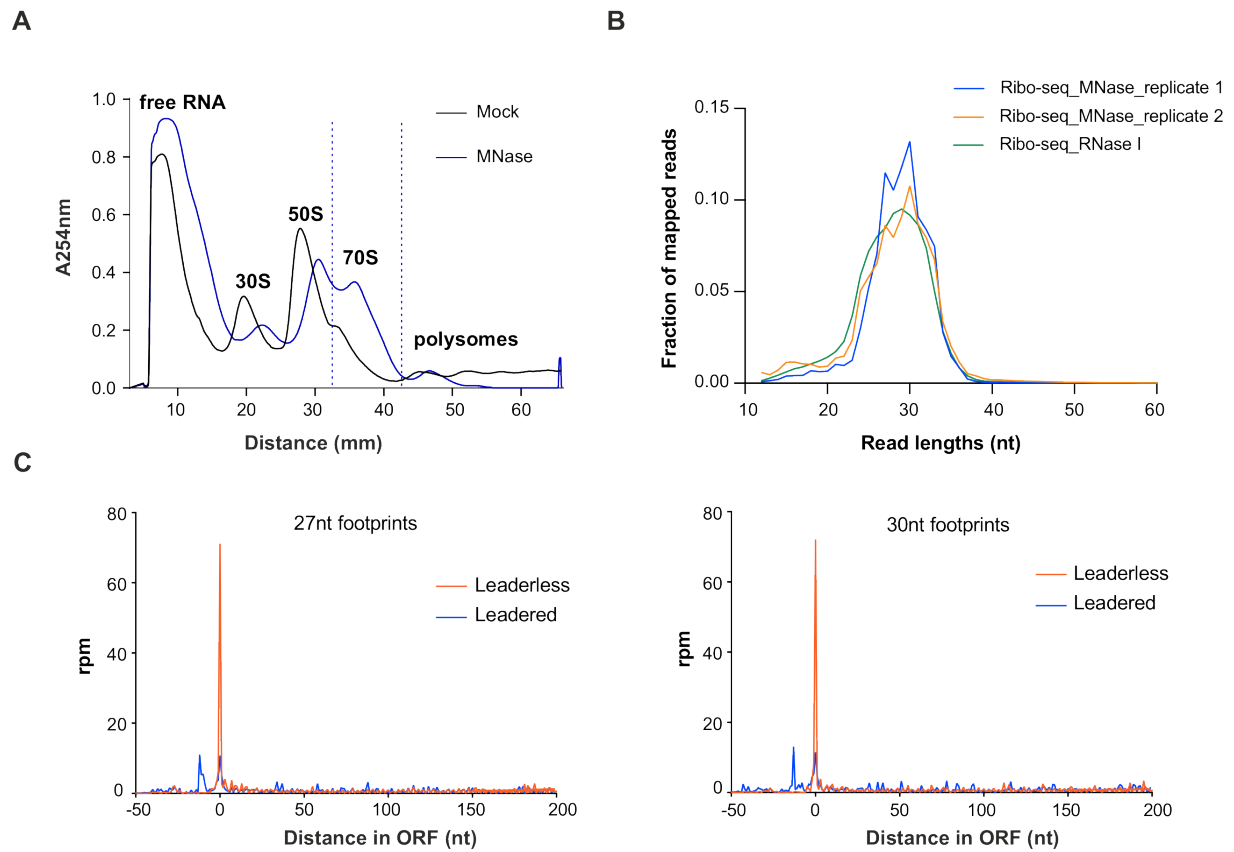 A
B
free RNA
Mock
MNase
50S
70S
30S
polysomes
1.0
0.8
0.6
0.4
0.2
0.0
A254nm
10
20
30
40
50
60
Distance (mm)
Ribo-seq_MNase_replicate 1
Ribo-seq_MNase_replicate 2
Ribo-seq_RNase I
0.15
0.10
0.05
0.00
Fraction of mapped reads
10
20
30
40
50
60
Read lengths (nt)
C
27nt footprints
Leaderless
Leadered
80
60
40
20
0
rpm
-50
0
50
100
150
200
Distance in ORF (nt)
30nt footprints
Leaderless
Leadered
80
60
40
20
0
rpm
-50
0
50
100
150
200
Distance in ORF (nt)